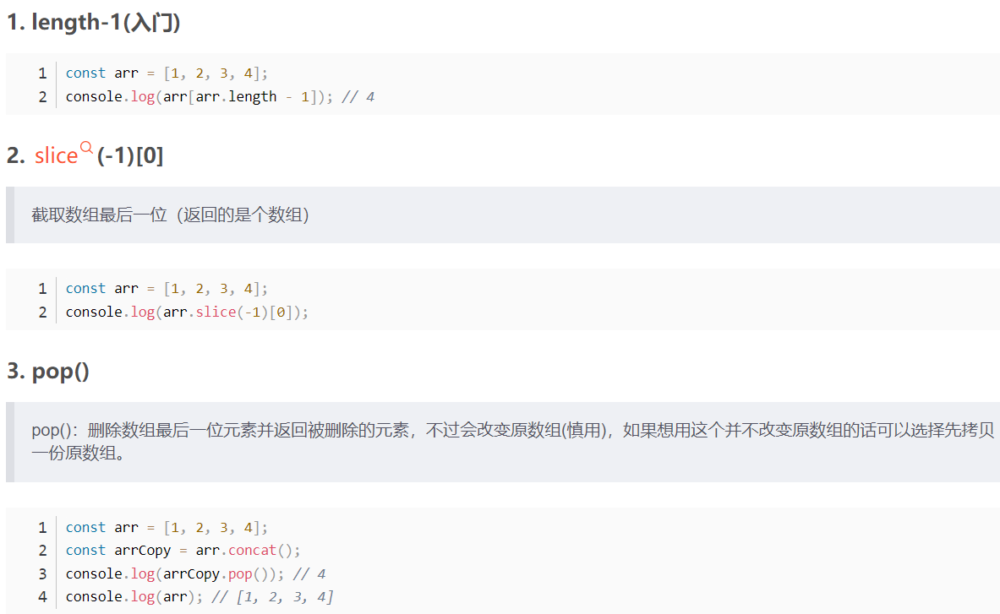 1. length-1(入门)
1 const arr = [1, 2, 3, 4];
2 console.log(arr[arr.length - 1]); // 4
2. slice(-1)[0]
截取数组最后一位（返回的是个数组）
1 const arr = [1, 2, 3, 4];
2 console.log(arr.slice(-1)[0]);
3. pop()
pop()：删除数组最后一位元素并返回被删除的元素，不过会改变原数组(慎用)，如果想用这个并不改变原数组的话可以选择先拷贝
一份原数组。
1 const arr = [1, 2, 3, 4];
2 const arrCopy = arr.concat();
3 console.log(arrCopy.pop()); // 4
4 console.log(arr); // [1, 2, 3, 4]